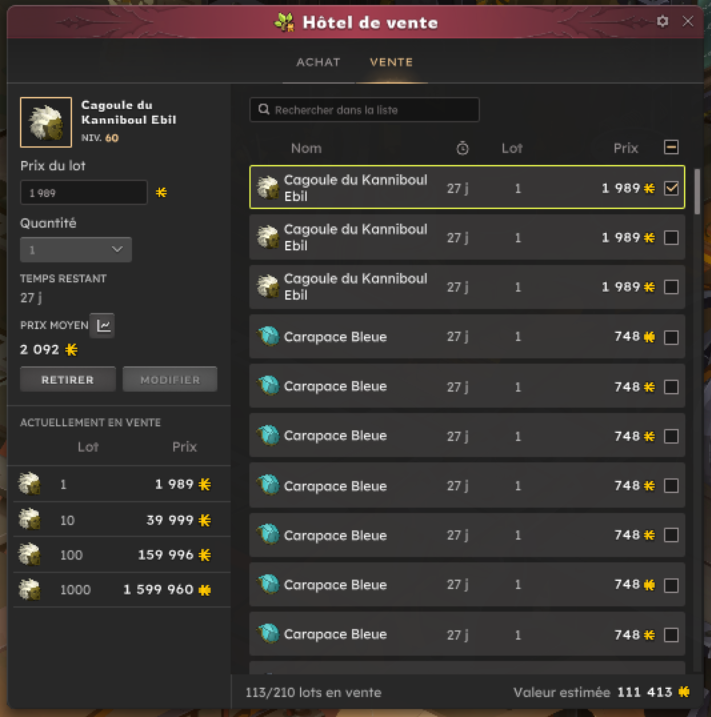 Hôtel de vente
ACHAT VENTE
Cagoule du
Kanniboul Ebil
NIV. 60
Prix du lot
1 989
Quantité
1
TEMPS RESTANT
27 j
PRIX MOYEN
2 092
RETIRER MODIFIER
ACTUELLEMENT EN VENTE
Lot Prix
1 1 989
10 39 999
100 159 996
1000 1 599 960
Rechercher dans la liste
Nom Lot Prix
Cagoule du Kanniboul
Ebil 27 j 1 1 989
Cagoule du Kanniboul
Ebil 27 j 1 1 989
Cagoule du Kanniboul
Ebil 27 j 1 1 989
Carapace Bleue 27 j 1 748
Carapace Bleue 27 j 1 748
Carapace Bleue 27 j 1 748
Carapace Bleue 27 j 1 748
Carapace Bleue 27 j 1 748
Carapace Bleue 27 j 1 748
Carapace Bleue 27 j 1 748
113/210 lots en vente Valeur estimée 111 413